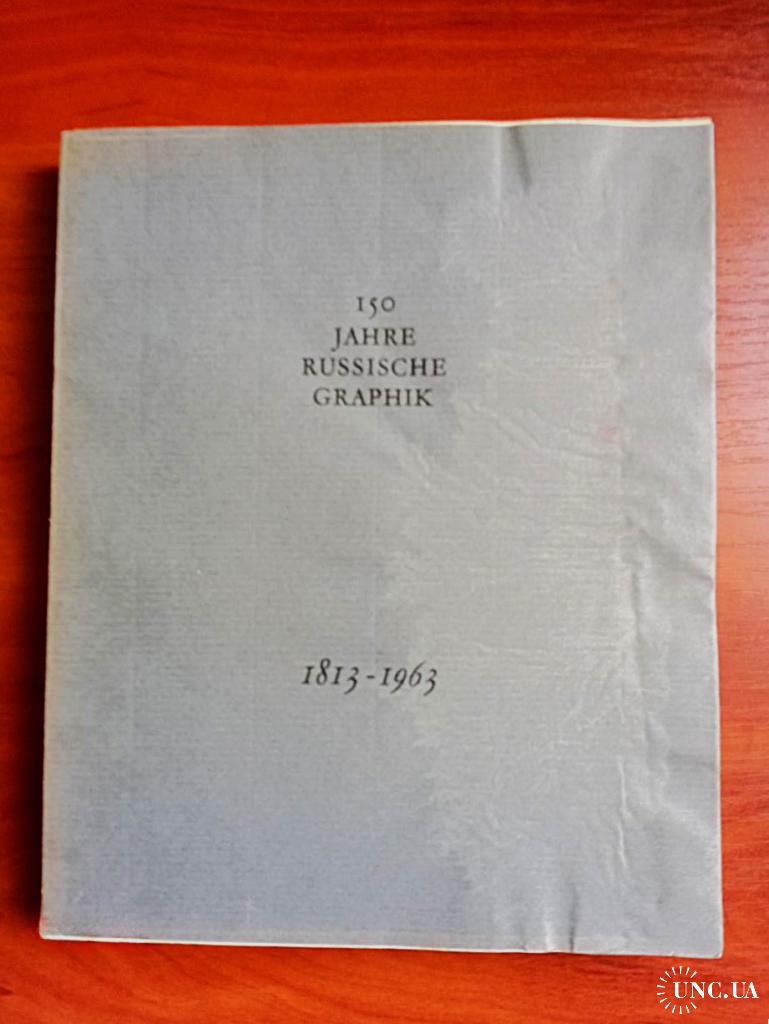 150
JAHRE
RUSSISCHE
GRAPHIK
1813-1963
UNC.UA